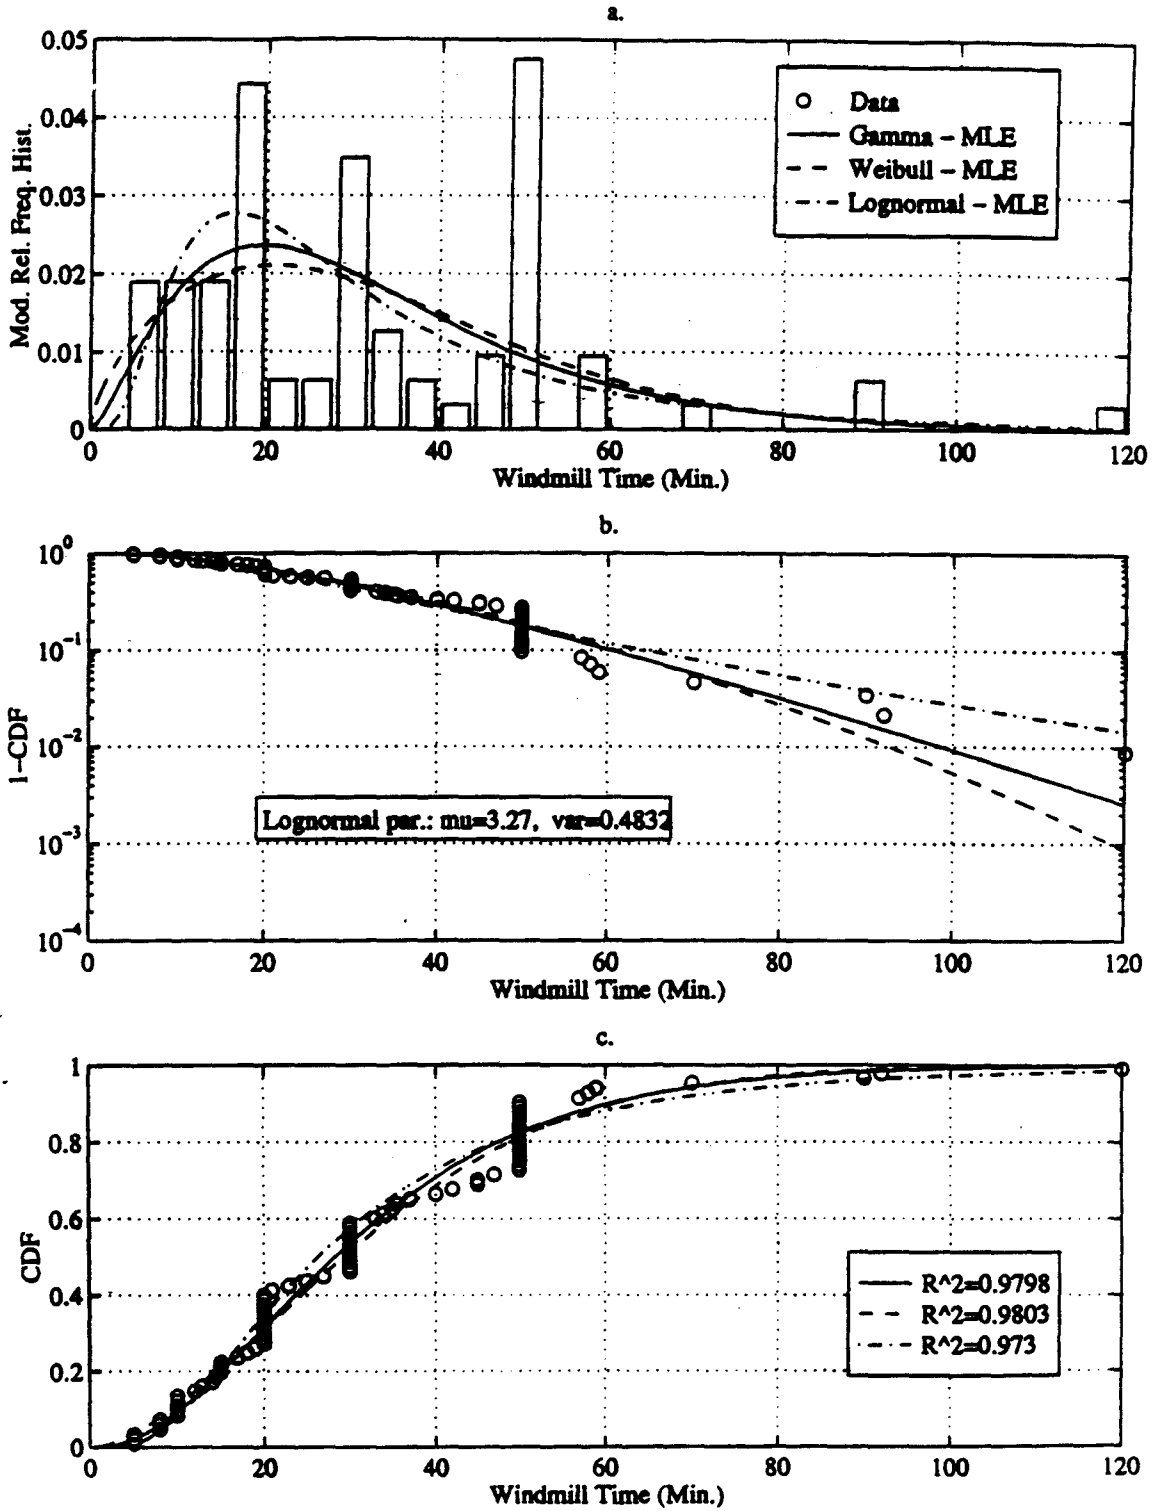 a.
0.05
0.04
0.03
0.02
0.01
0
Mod. Rel. Freq. Hist.
Data
Gamma - MLE
Weibull - MLE
Lognormal - MLE
0 20 40 60 80 100 120
Windmill Time (Min.)
b.
10^0
10^-1
10^-2
10^-3
10^-4
1-CDF
Lognormal par.: mu=3.27, var=0.4832
0 20 40 60 80 100 120
Windmill Time (Min.)
c.
1
0.8
0.6
0.4
0.2
0
CDF
R^2=0.9798
R^2=0.9803
R^2=0.973
0 20 40 60 80 100 120
Windmill Time (Min.)